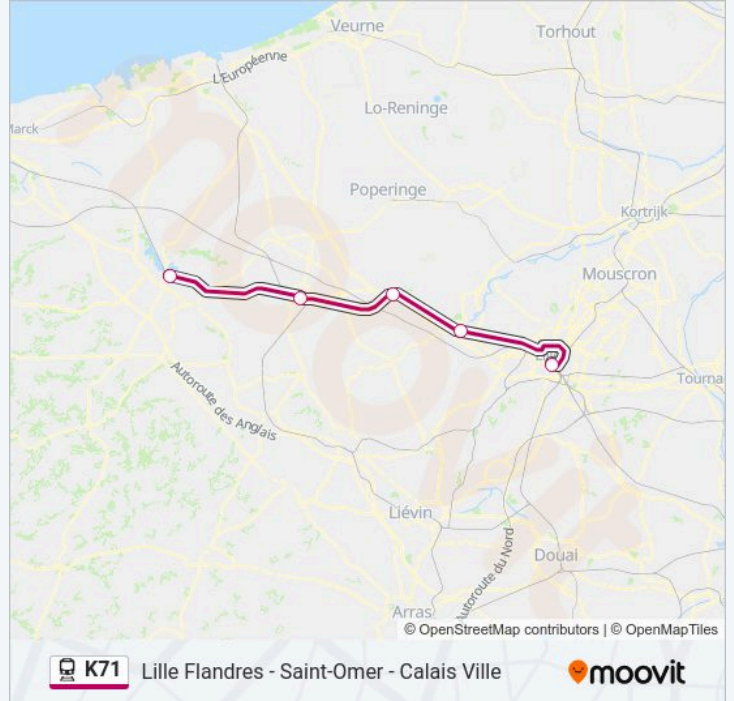 Veurne
Torhout
L'Européenne
Lo-Reninge
Marck
Poperinge
Kortrijk
Mouscron
Tourna
Autoroute des Anglais
Liévin
Autoroute du Nord
Douai
Arras
© OpenStreetMap contributors | © OpenMapTiles
K71 Lille Flandres - Saint-Omer - Calais Ville moovit
moovit